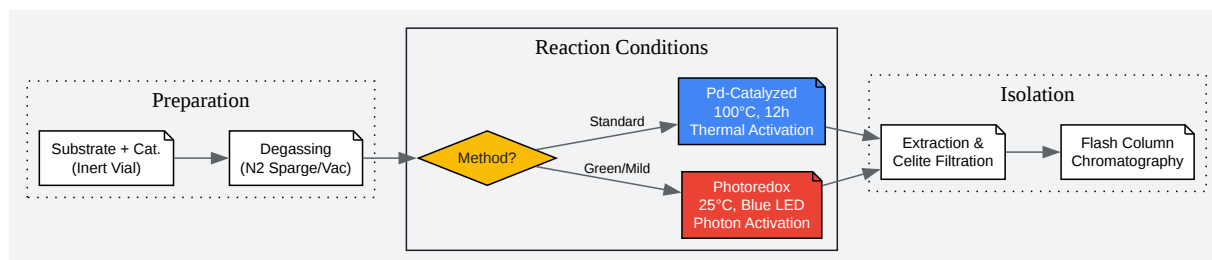 Preparation
Substrate + Cat.
(Inert Vial)
Degassing
(N2 Sparge/Vac)
Reaction Conditions
Method?
Standard
Green/Mild
Pd-Catalyzed
100°C, 12h
Thermal Activation
Photoredox
25°C, Blue LED
Photon Activation
Isolation
Extraction &
Celite Filtration
Flash Column
Chromatography